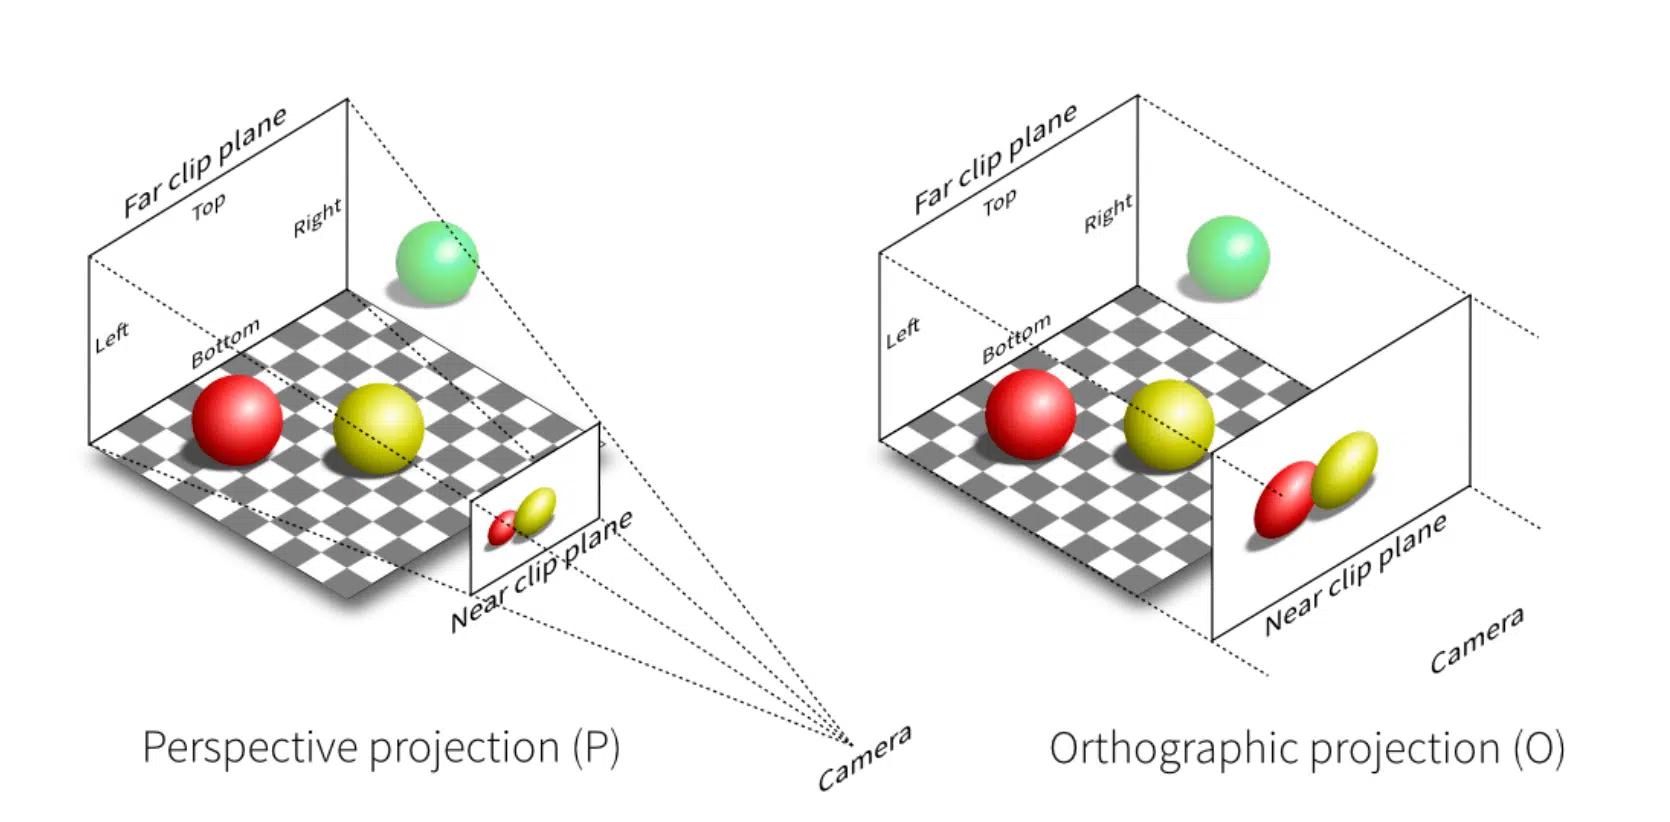 Far clip plane
Top
Right
Left
Bottom
Near clip plane
Camera
Perspective projection (P)
Far clip plane
Top
Right
Left
Bottom
Near clip plane
Camera
Orthographic projection (O)